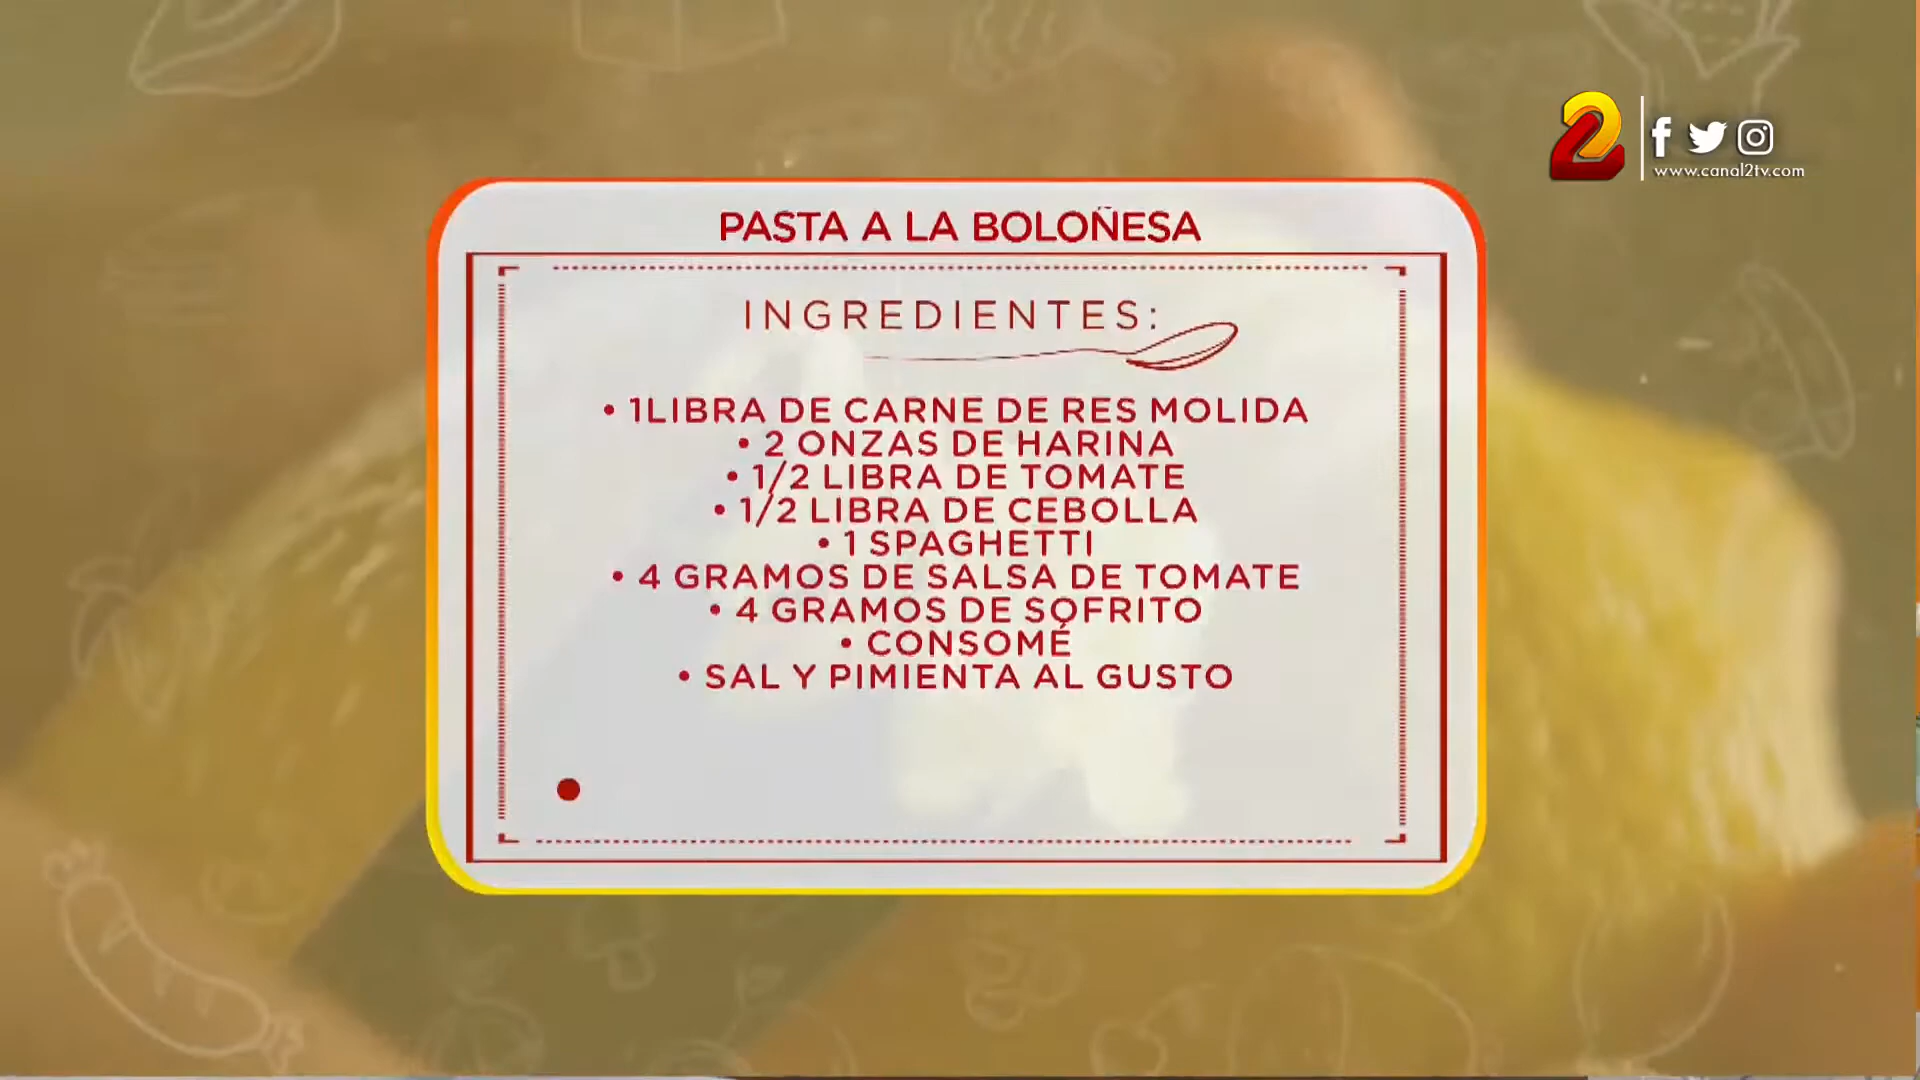 2
www.canal2tv.com
PASTA A LA BOLOÑESA
INGREDIENTES:
• 1LIBRA DE CARNE DE RES MOLIDA
• 2 ONZAS DE HARINA
• 1/2 LIBRA DE TOMATE
• 1/2 LIBRA DE CEBOLLA
• 1 SPAGHETTI
• 4 GRAMOS DE SALSA DE TOMATE
• 4 GRAMOS DE SOFRITO
• CONSOMÉ
• SAL Y PIMIENTA AL GUSTO